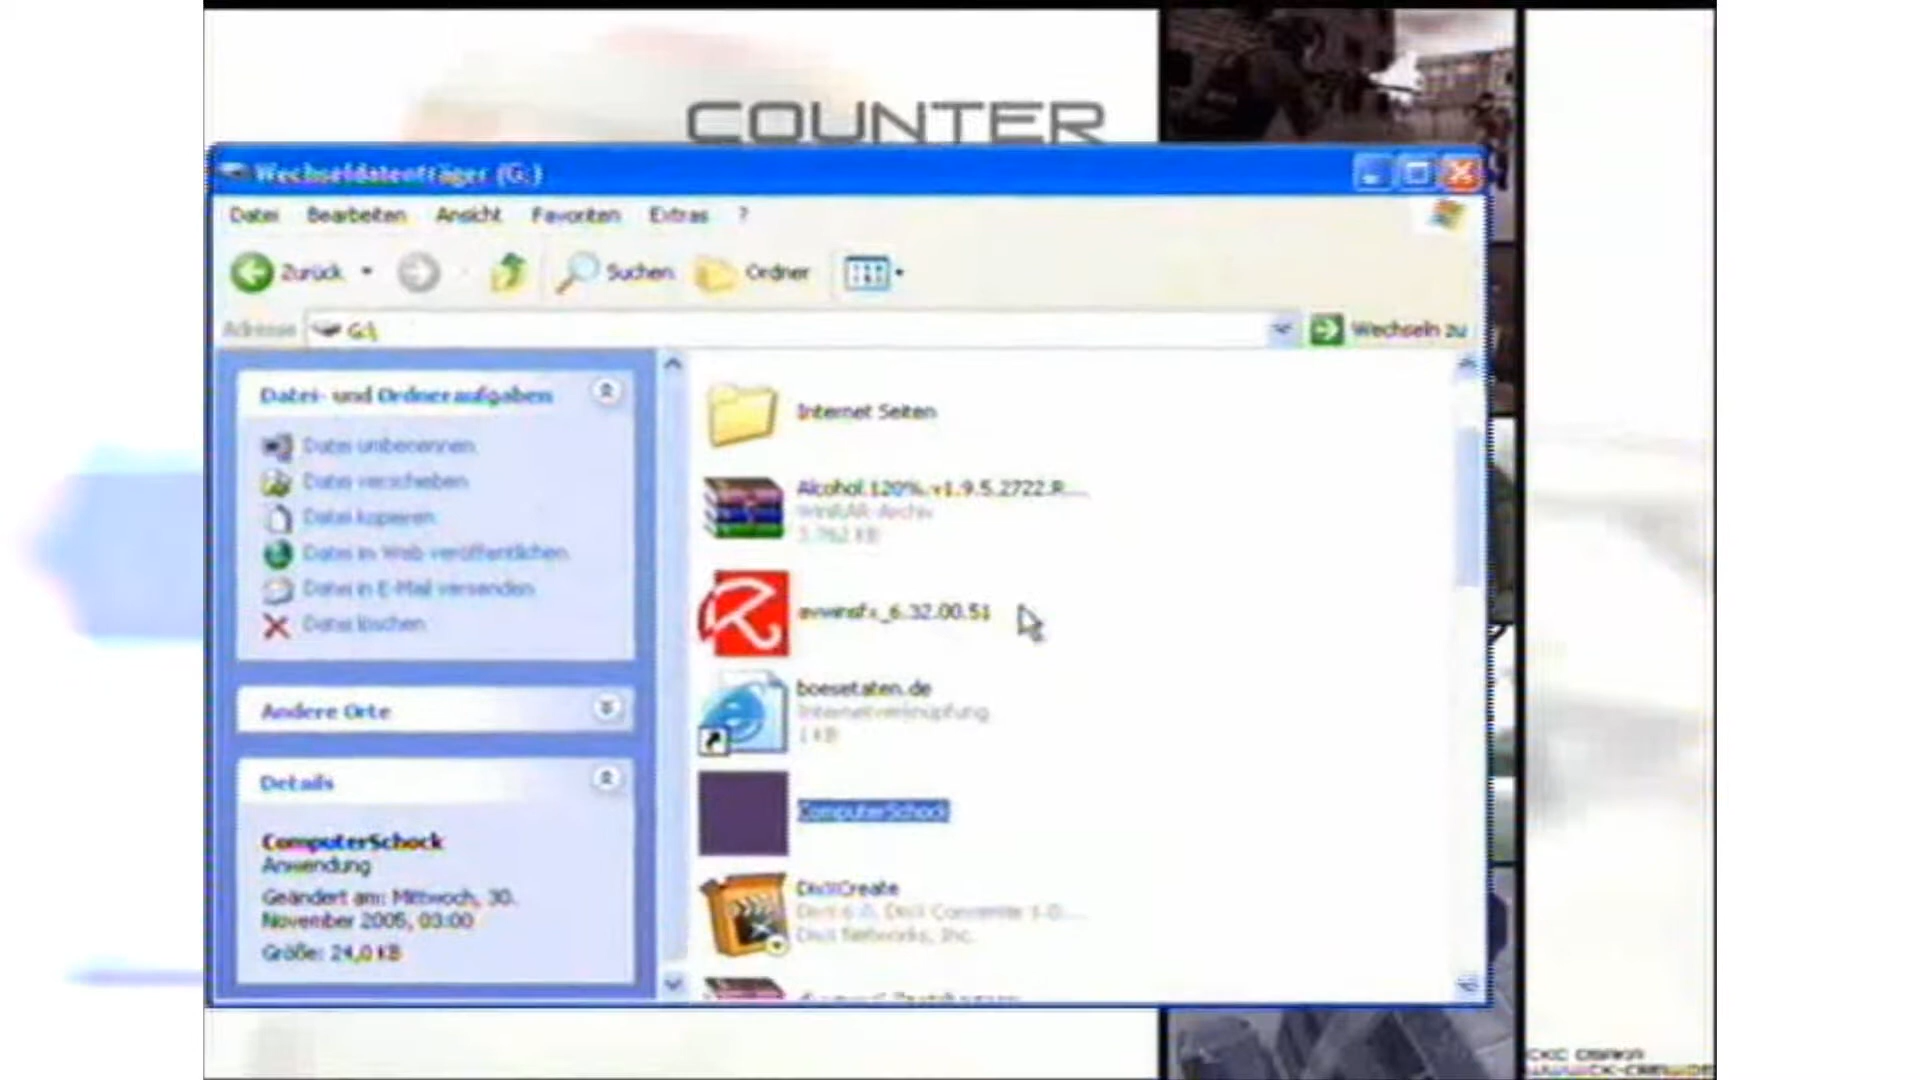 COUNTER
Wechseldatenträger (G:)
Datei Bearbeiten Ansicht Favoriten Extras ?
Zurück Suchen Ordner
Adresse G:\ Wechseln zu
Datei- und Ordneraufgaben
Datei umbenennen
Datei verschieben
Datei kopieren
Datei im Web veröffentlichen
Datei in E-Mail versenden
Datei löschen
Andere Orte
Details
ComputerSchock
Anwendung
Geändert am: Mittwoch, 30.
November 2005, 03:00
Größe: 24,0 KB
Internet Seiten
Alcohol.120%.v1.9.5.2722.R...
WinRAR-Archiv
3.762 KB
avwinsfx_6.32.00.51
boesetaten.de
Internetverknüpfung
1 KB
ComputerSchock
DivXCreate
DivX Networks, Inc.